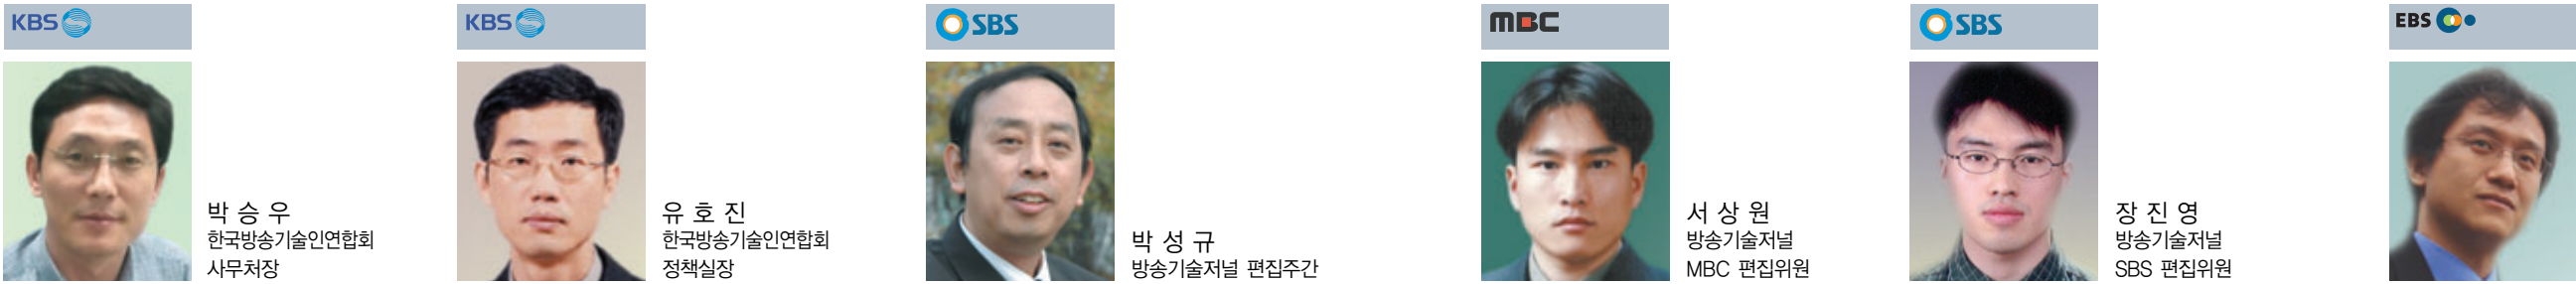 KBS
박 승 우
한국방송기술인연합회
사무처장
KBS
유 호 진
한국방송기술인연합회
정책실장
SBS
박 성 규
방송기술저널 편집주간
MBC
서 상 원
방송기술저널
MBC 편집위원
SBS
장 진 영
방송기술저널
SBS 편집위원
EBS